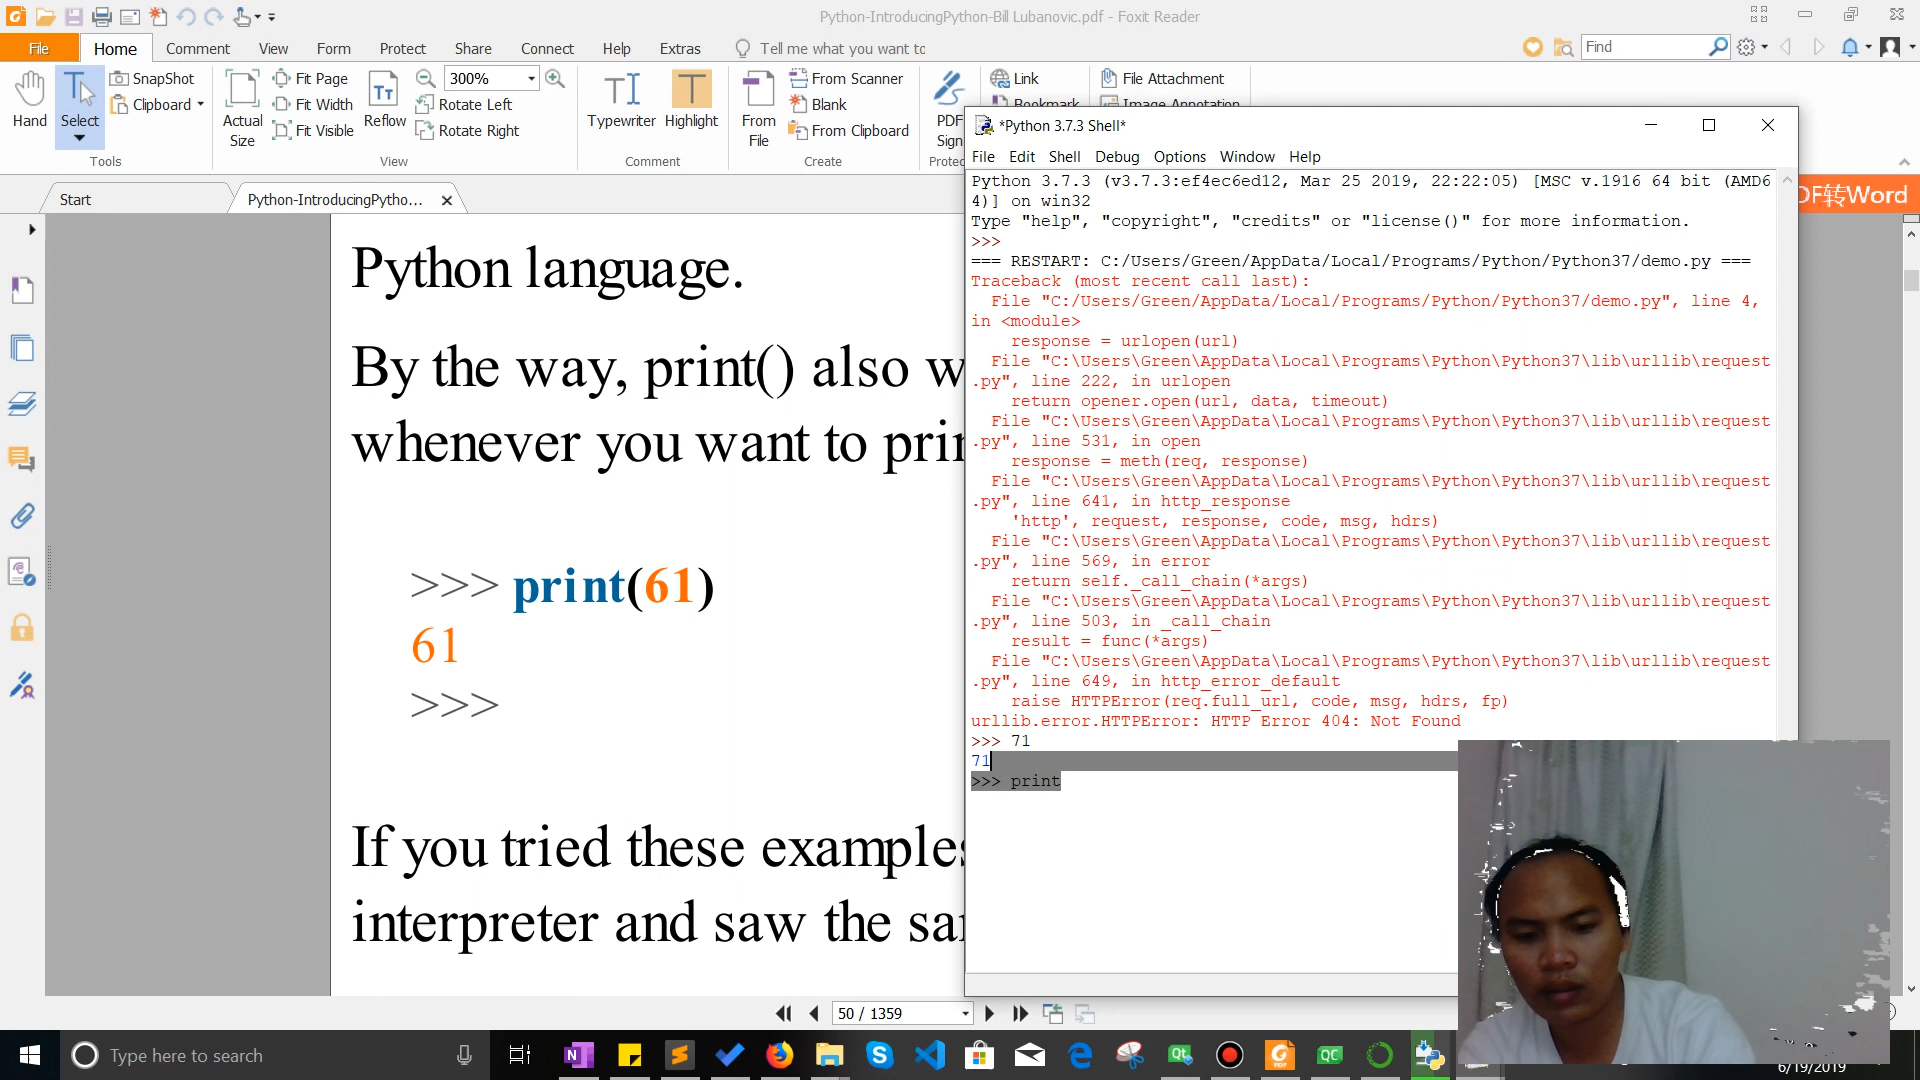 Python-IntroducingPython-Bill Lubanovic.pdf - Foxit Reader
File Home Comment View Form Protect Share Connect Help Extras Tell me what you want to Find
Hand
Select
SnapShot
Clipboard
Tools
Actual Size
Fit Page
Fit Width
Fit Visible
Reflow
300%
Rotate Left
Rotate Right
View
Typewriter
Highlight
Comment
From File
From Scanner
Blank
From Clipboard
Create
PDF Sign
Protec
Link
Bookmark
File Attachment
Image Annotation
Start
Python-IntroducingPytho...
DF转Word
Python language.
By the way, print() also w
whenever you want to prin
>>> print(61)
61
>>>
If you tried these examples
interpreter and saw the sa
*Python 3.7.3 Shell*
File Edit Shell Debug Options Window Help
Python 3.7.3 (v3.7.3:ef4ec6ed12, Mar 25 2019, 22:22:05) [MSC v.1916 64 bit (AMD6
4)] on win32
Type "help", "copyright", "credits" or "license()" for more information.
>>>
=== RESTART: C:/Users/Green/AppData/Local/Programs/Python/Python37/demo.py ===
Traceback (most recent call last):
File "C:/Users/Green/AppData/Local/Programs/Python/Python37/demo.py", line 4,
in <module>
response = urlopen(url)
File "C:\Users\Green\AppData\Local\Programs\Python\Python37\lib\urllib\request
.py", line 222, in urlopen
return opener.open(url, data, timeout)
File "C:\Users\Green\AppData\Local\Programs\Python\Python37\lib\urllib\request
.py", line 531, in open
response = meth(req, response)
File "C:\Users\Green\AppData\Local\Programs\Python\Python37\lib\urllib\request
.py", line 641, in http_response
'http', request, response, code, msg, hdrs)
File "C:\Users\Green\AppData\Local\Programs\Python\Python37\lib\urllib\request
.py", line 569, in error
return self._call_chain(*args)
File "C:\Users\Green\AppData\Local\Programs\Python\Python37\lib\urllib\request
.py", line 503, in _call_chain
result = func(*args)
File "C:\Users\Green\AppData\Local\Programs\Python\Python37\lib\urllib\request
.py", line 649, in http_error_default
raise HTTPError(req.full_url, code, msg, hdrs, fp)
urllib.error.HTTPError: HTTP Error 404: Not Found
>>> 71
71
>>> print
50 / 1359
Type here to search
6/19/2019